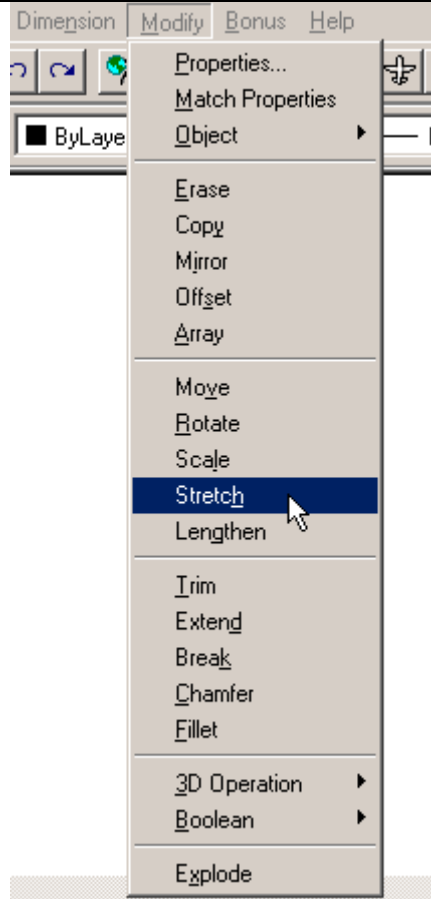 Dimension Modify Bonus Help
Properties...
Match Properties
ByLaye
Object
Erase
Copy
Mirror
Offset
Array
Move
Rotate
Scale
Stretch
Lengthen
Trim
Extend
Break
Chamfer
Fillet
3D Operation
Boolean
Explode